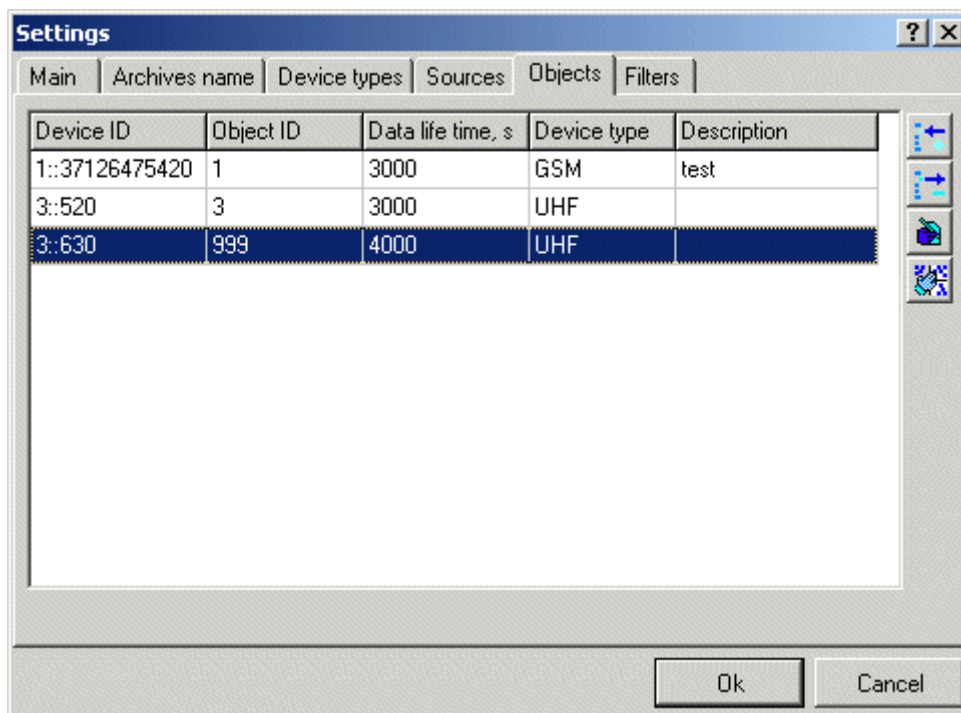 Settings
Main Archives name Device types Sources Objects Filters
Device ID Object ID Data life time, s Device type Description
1::37126475420 1 3000 GSM test
3::520 3 3000 UHF
3::630 999 4000 UHF
Ok Cancel